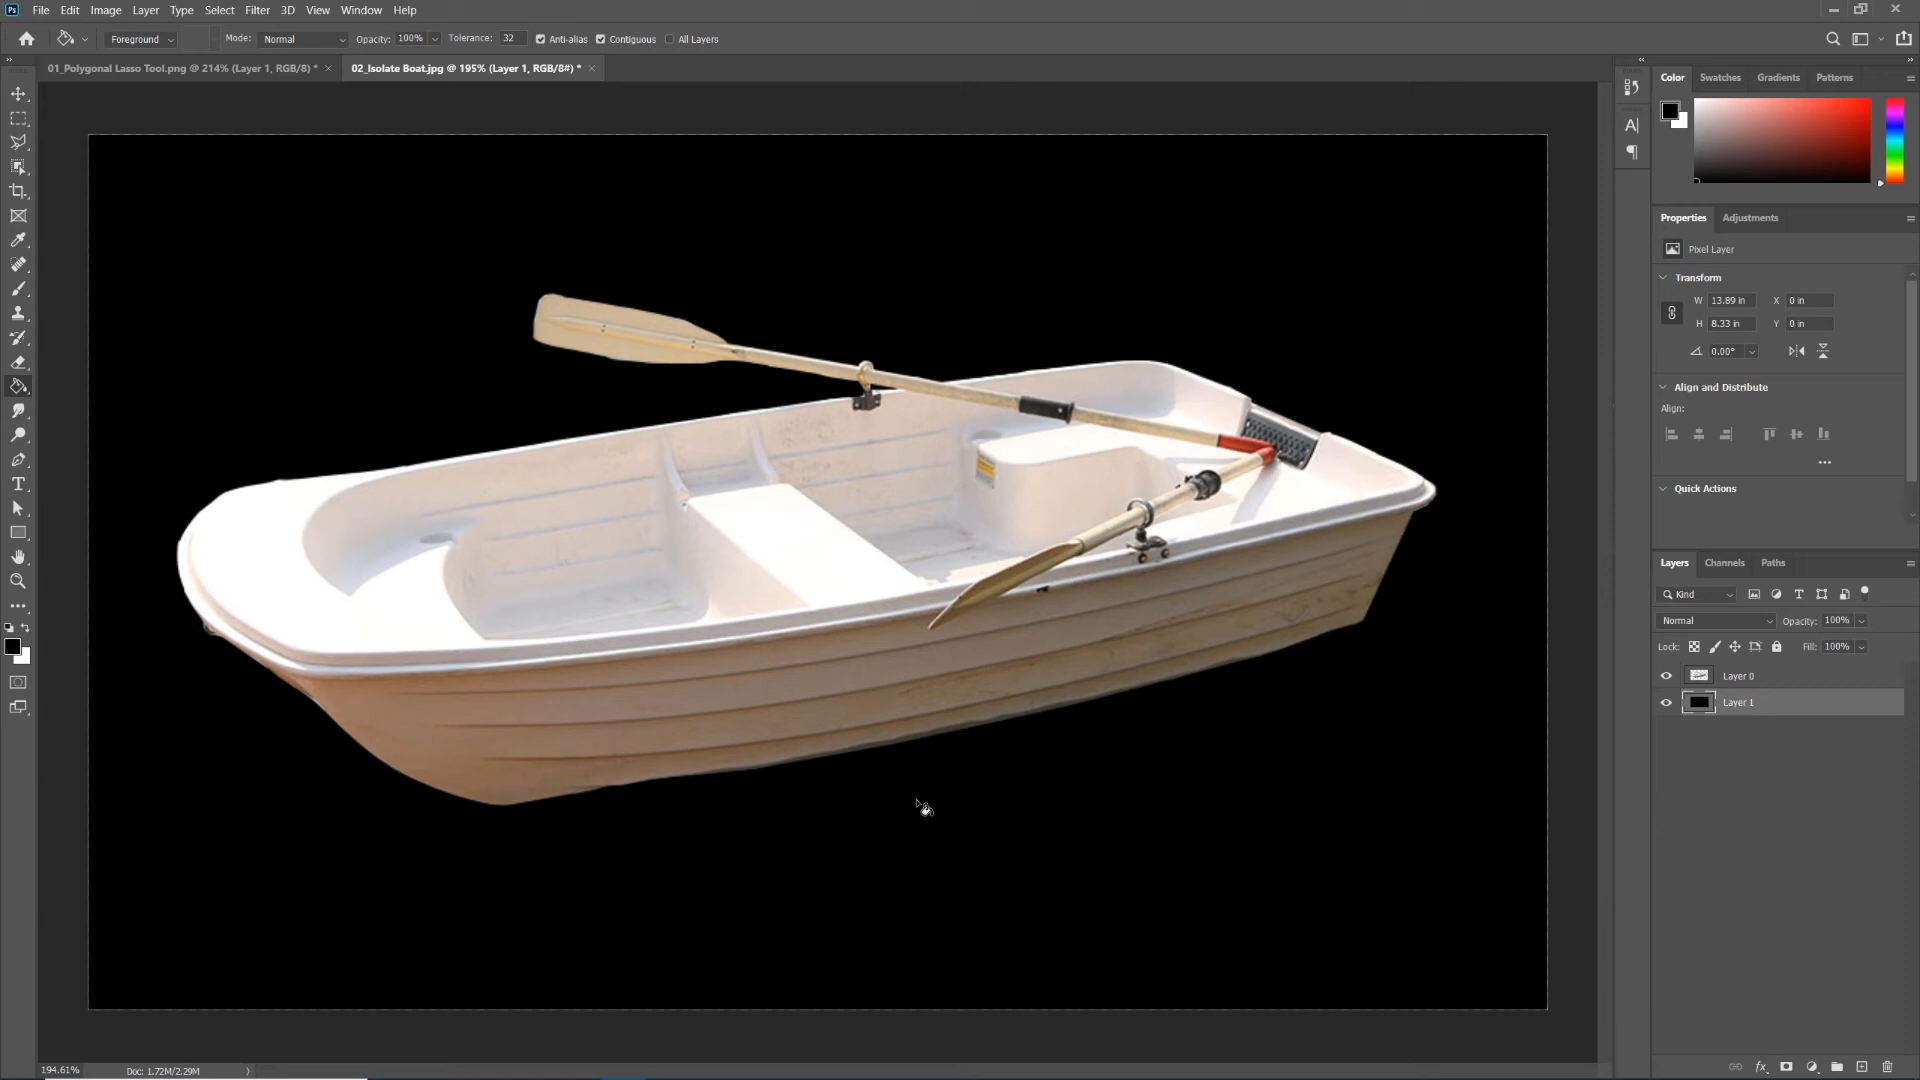 Ps File Edit Image Layer Type Select Filter 3D View Window Help
Foreground Mode: Normal Opacity: 100% Tolerance: 32 Anti-alias Contiguous All Layers
01_Polygonal Lasso Tool.png @ 214% (Layer 1, RGB/8) * × 02_Isolate Boat.jpg @ 195% (Layer 1, RGB/8#) * ×
Color Swatches Gradients Patterns
Properties Adjustments
Pixel Layer
Transform
W 13.89 in X 0 in
H 8.33 in Y 0 in
0.00°
Align and Distribute
Align:
Quick Actions
Layers Channels Paths
Kind
Normal Opacity: 100%
Lock: Fill: 100%
Layer 0
Layer 1
194.61% Doc: 1.72M/2.29M